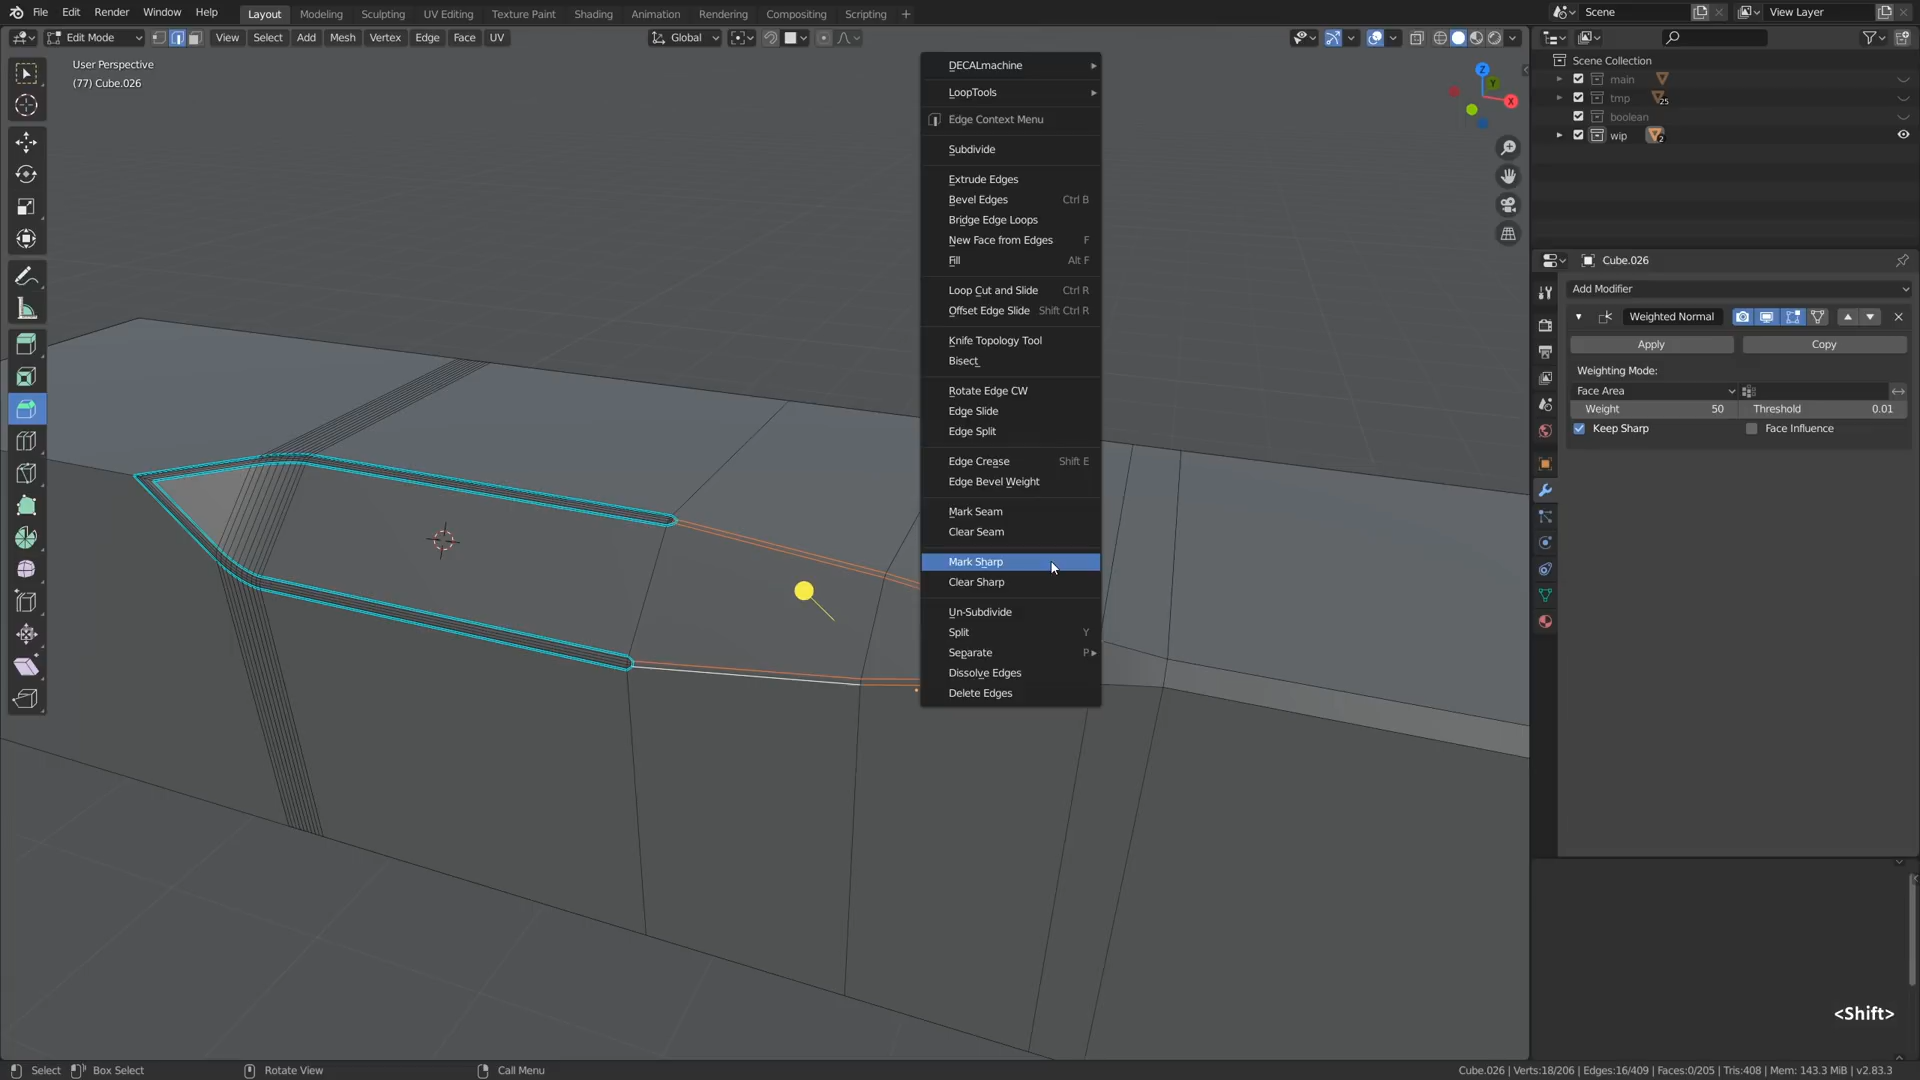 File Edit Render Window Help
Layout Modeling Sculpting UV Editing Texture Paint Shading Animation Rendering Compositing Scripting +
Scene
View Layer
Edit Mode
View Select Add Mesh Vertex Edge Face UV
Global
User Perspective
(77) Cube.026
DECALmachine
LoopTools
Edge Context Menu
Subdivide
Extrude Edges
Bevel Edges Ctrl B
Bridge Edge Loops
New Face from Edges F
Fill Alt F
Loop Cut and Slide Ctrl R
Offset Edge Slide Shift Ctrl R
Knife Topology Tool
Bisect
Rotate Edge CW
Edge Slide
Edge Split
Edge Crease Shift E
Edge Bevel Weight
Mark Seam
Clear Seam
Mark Sharp
Clear Sharp
Un-Subdivide
Split Y
Separate P
Dissolve Edges
Delete Edges
Z
Y
X
Scene Collection
main
tmp 25
boolean
wip 2
Cube.026
Add Modifier
Weighted Normal
Apply Copy
Weighting Mode:
Face Area
Weight 50 Threshold 0.01
Keep Sharp Face Influence
<Shift>
Select Box Select Rotate View Call Menu
Cube.026 | Verts:18/206 | Edges:16/409 | Faces:0/205 | Tris:408 | Mem: 143.3 MiB | v2.83.3